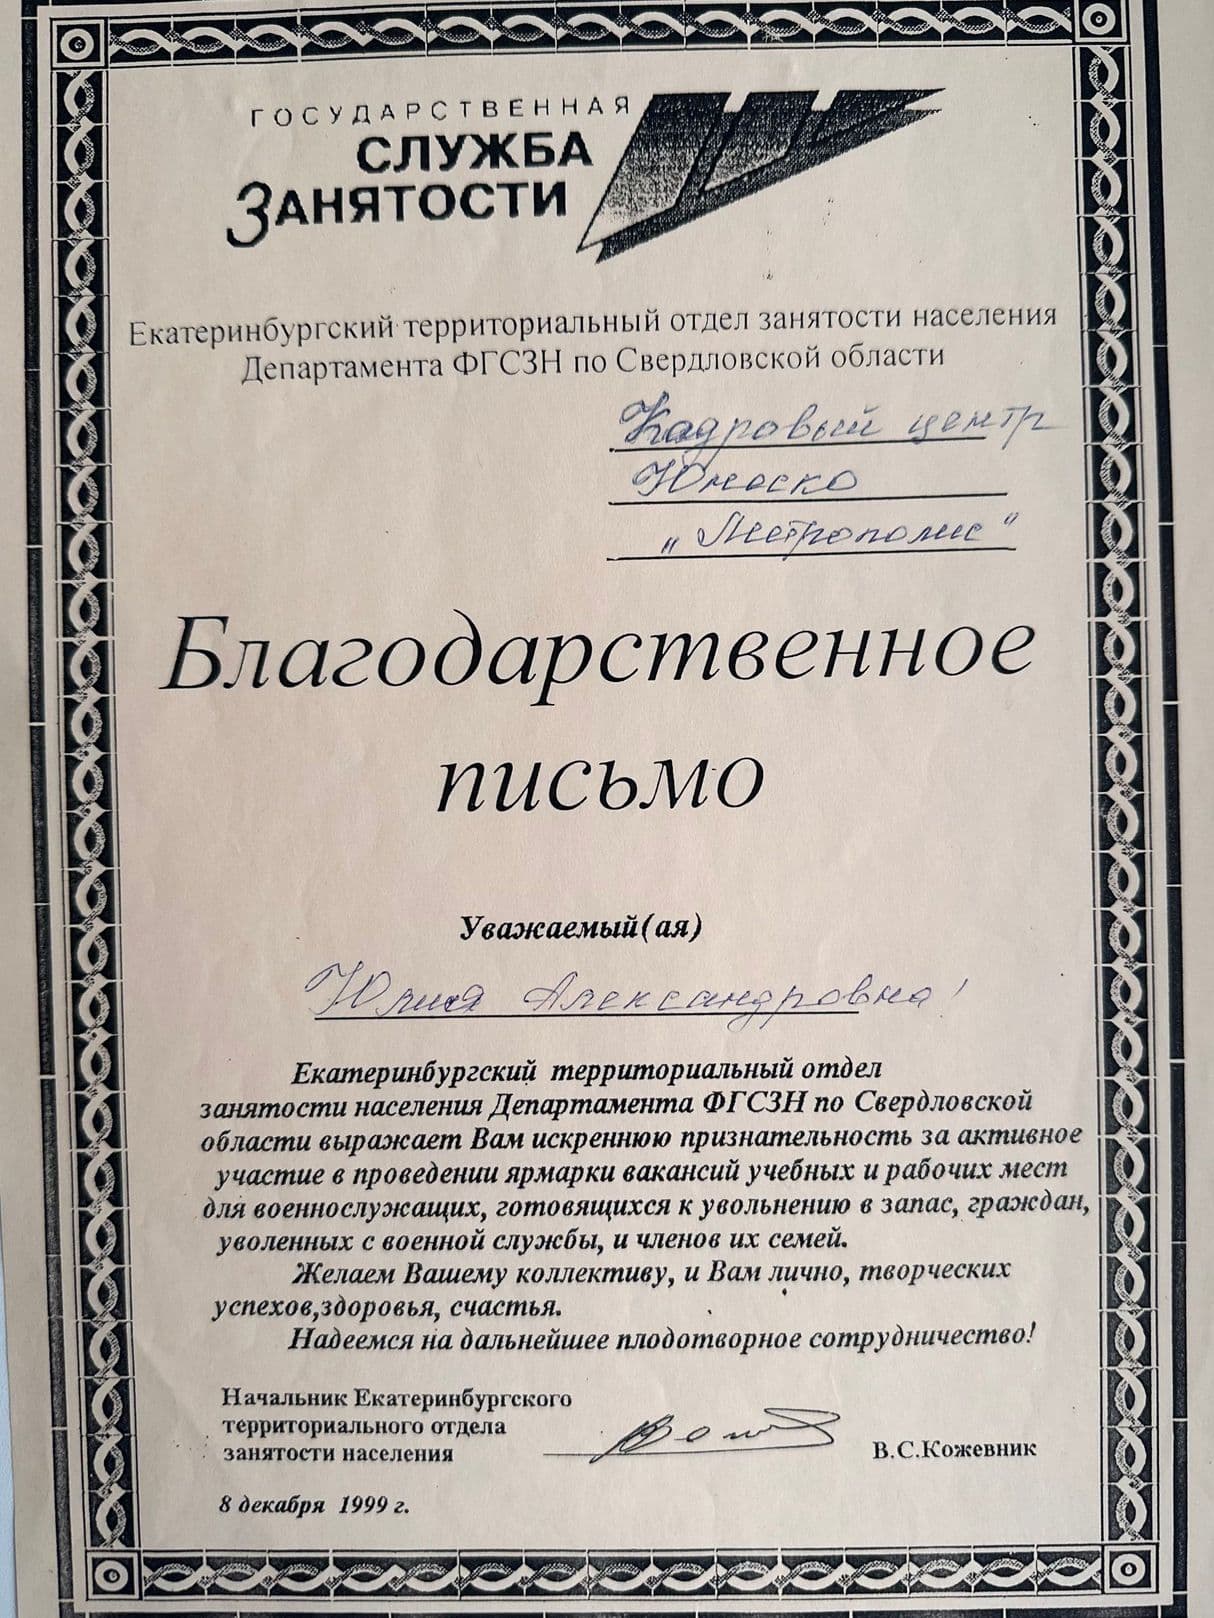 ГОСУДАРСТВЕННАЯ
СЛУЖБА
ЗАНЯТОСТИ
Екатеринбургский территориальный отдел занятости населения
Департамента ФГСЗН по Свердловской области
Кадровый центр
Юнеско
„Метрополис"
Благодарственное
письмо
Уважаемый(ая)
Юлия Александровна!
Екатеринбургский территориальный отдел
занятости населения Департамента ФГСЗН по Свердловской
области выражает Вам искреннюю признательность за активное
участие в проведении ярмарки вакансий учебных и рабочих мест
для военнослужащих, готовящихся к увольнению в запас, граждан,
уволенных с военной службы, и членов их семей.
Желаем Вашему коллективу, и Вам лично, творческих
успехов,здоровья, счастья.
Надеемся на дальнейшее плодотворное сотрудничество!
Начальник Екатеринбургского
территориального отдела
занятости населения
В.С.Кожевник
8 декабря 1999 г.